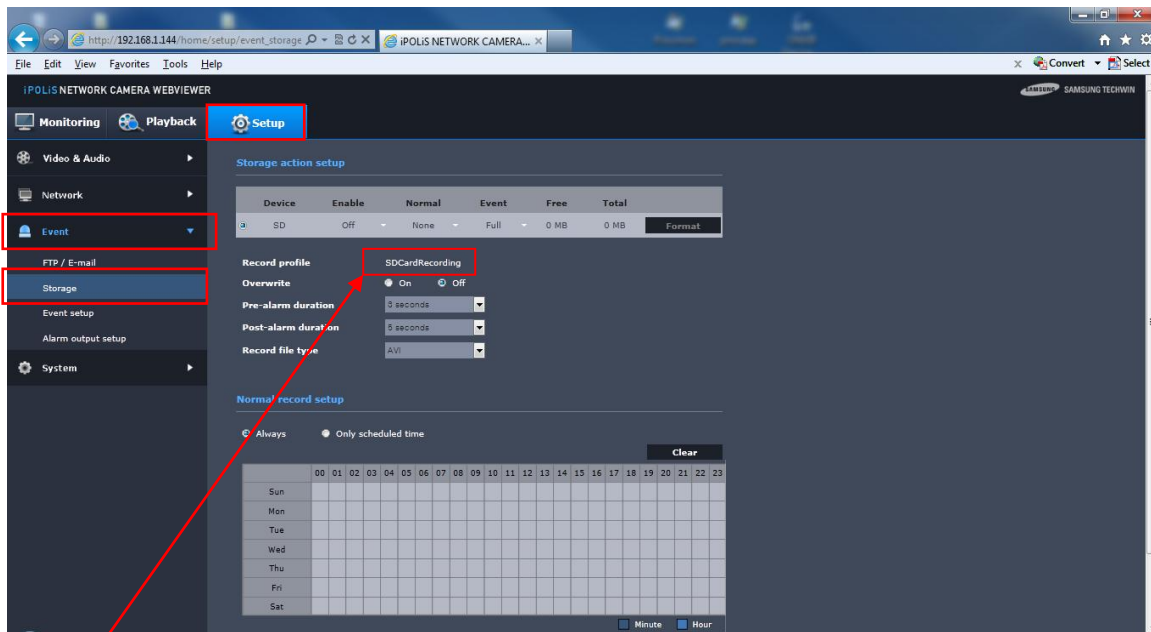 http://192.168.1.144/home/setup/event_storage
iPOLiS NETWORK CAMERA...
File Edit View Favorites Tools Help
Convert Select
iPOLiS NETWORK CAMERA WEBVIEWER
SAMSUNG SAMSUNG TECHWIN
Monitoring Playback Setup
Video & Audio
Network
Event
FTP / E-mail
Storage
Event setup
Alarm output setup
System
Storage action setup
Device Enable Normal Event Free Total
SD Off None Full 0 MB 0 MB Format
Record profile SDCardRecording
Overwrite On Off
Pre-alarm duration seconds
Post-alarm duration seconds
Record file type AVI
Normal record setup
Always Only scheduled time
Clear
00 01 02 03 04 05 06 07 08 09 10 11 12 13 14 15 16 17 18 19 20 21 22 23
Sun
Mon
Tue
Wed
Thu
Fri
Sat
Minute Hour